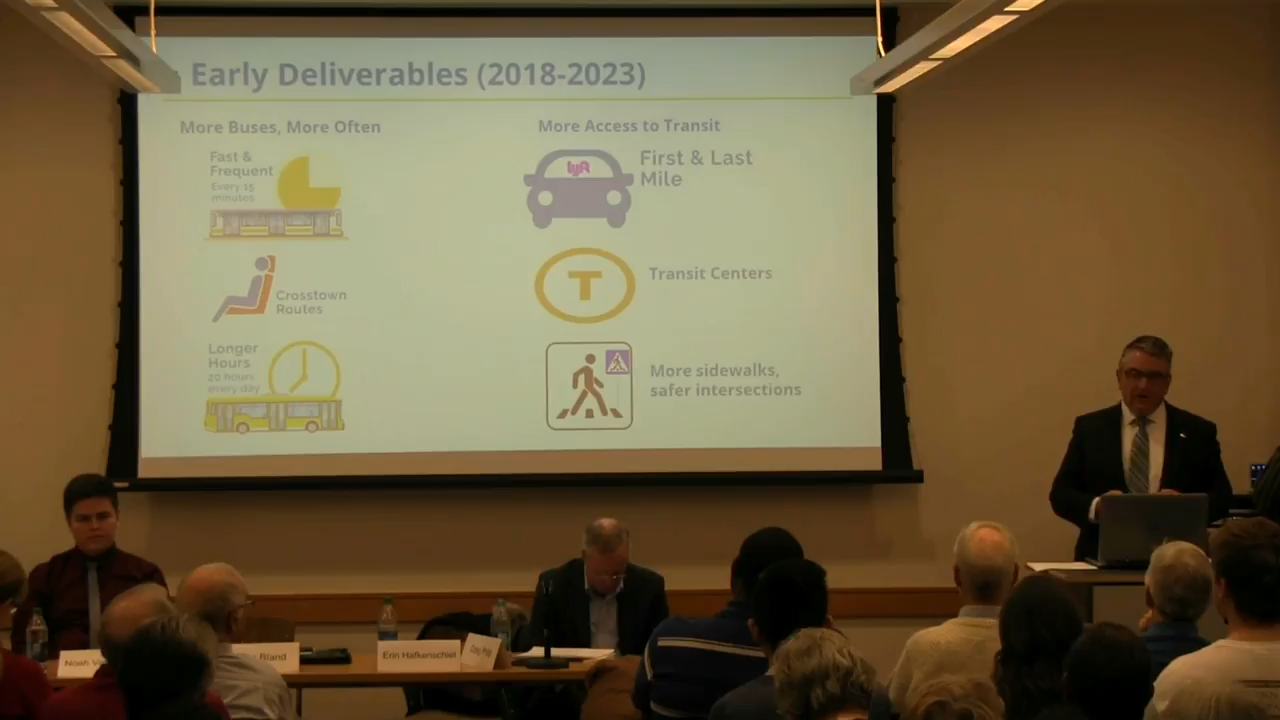 Early Deliverables (2018-2023)
More Buses, More Often
Fast &
Frequent
Every 15
minutes
Crosstown
Routes
Longer
Hours
20 hours
every day
More Access to Transit
lyft
First & Last
Mile
T
Transit Centers
More sidewalks,
safer intersections
Noah
Bland
Erin Hafkenschiel